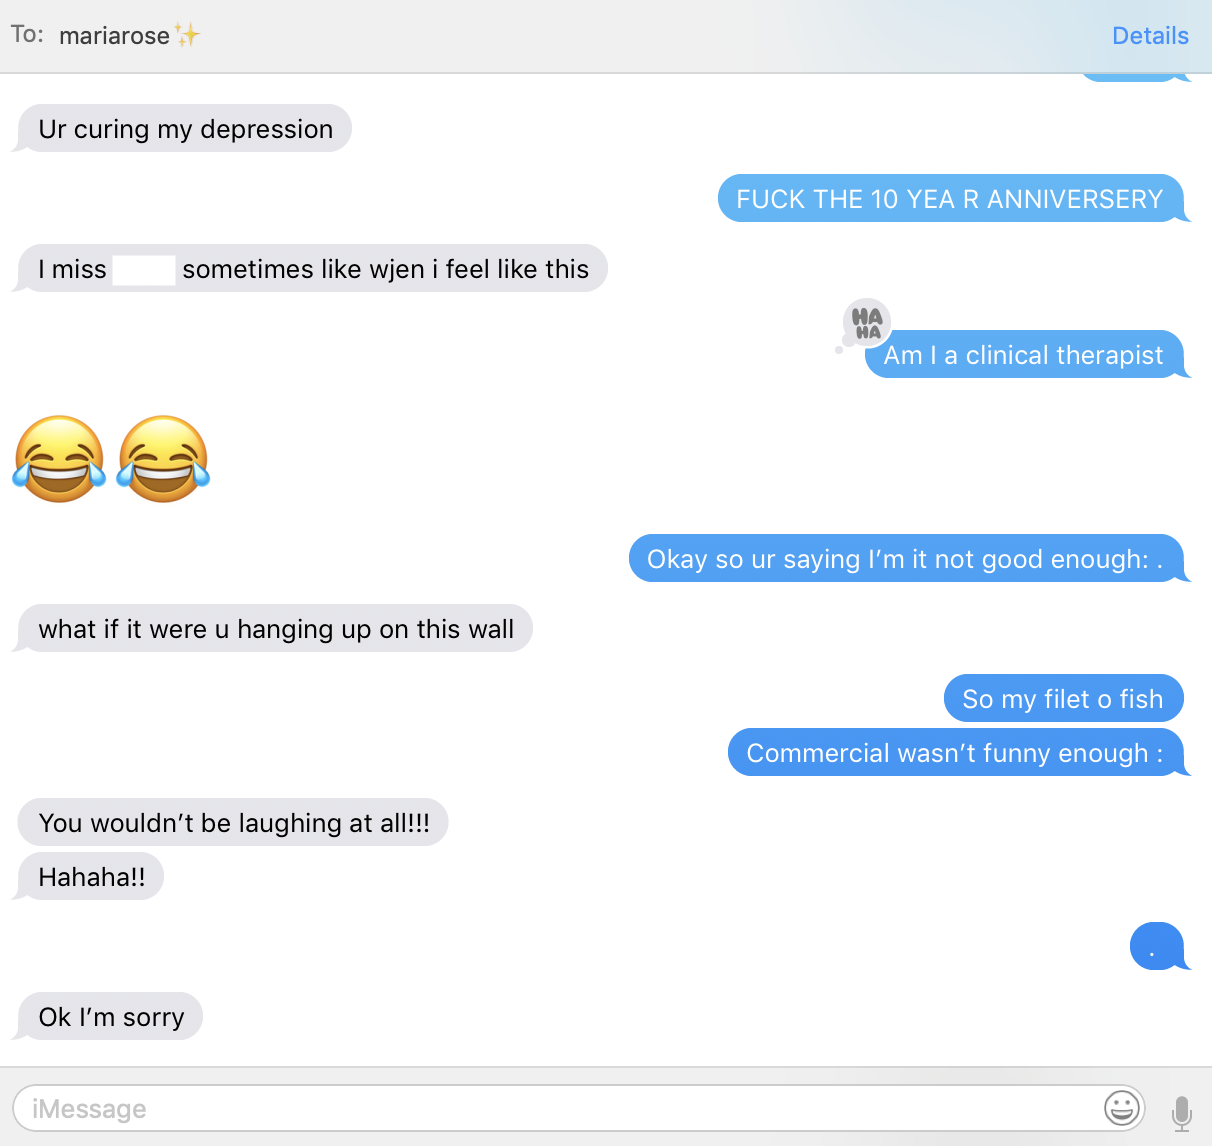 To: mariarose✨
Details
Ur curing my depression
FUCK THE 10 YEA R ANNIVERSERY
I miss sometimes like wjen i feel like this
HA
HA
Am I a clinical therapist
😂😂
Okay so ur saying I’m it not good enough: .
what if it were u hanging up on this wall
So my filet o fish
Commercial wasn’t funny enough :
You wouldn’t be laughing at all!!!
Hahaha!!
.
Ok I’m sorry
iMessage